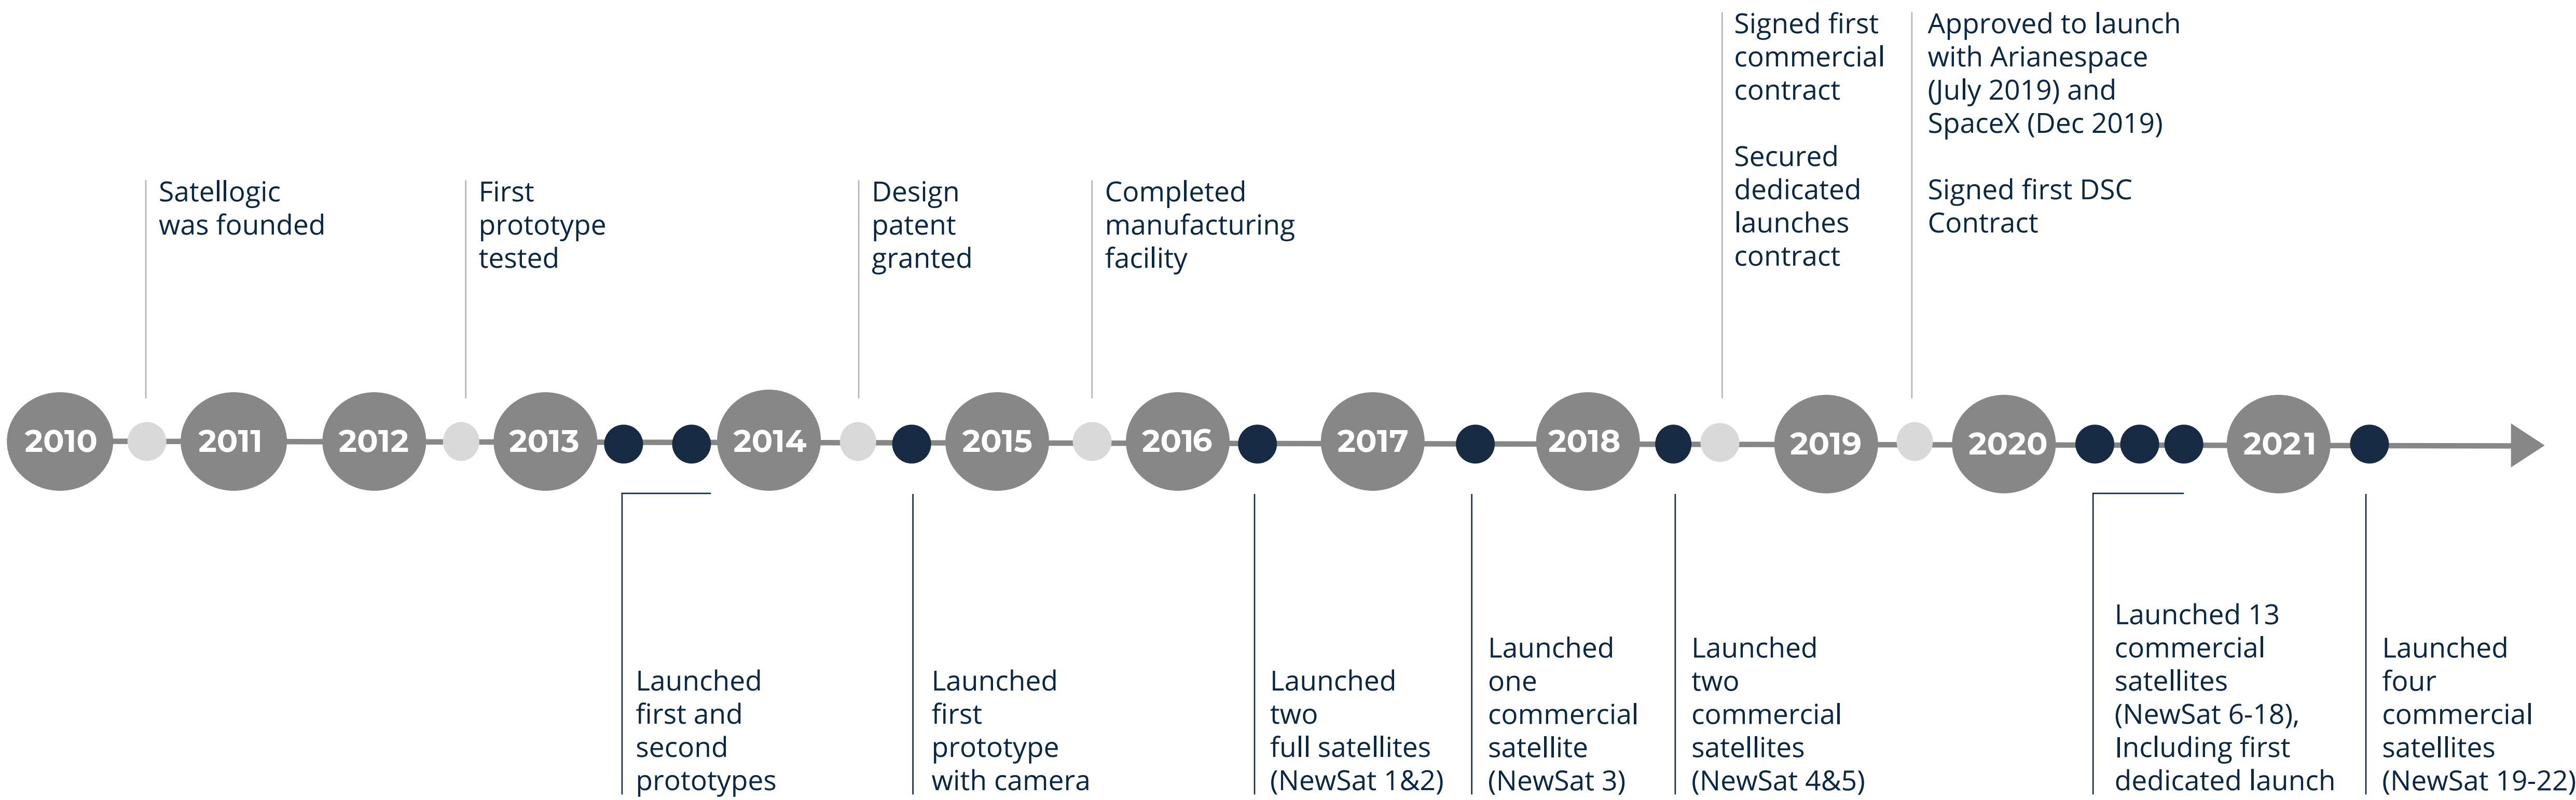 Satellogic
was founded
First
prototype
tested
Design
patent
granted
Completed
manufacturing
facility
Signed first
commercial
contract
Secured
dedicated
launches
contract
Approved to launch
with Arianespace
(July 2019) and
SpaceX (Dec 2019)
Signed first DSC
Contract
2010
2011
2012
2013
2014
2015
2016
2017
2018
2019
2020
2021
Launched
first and
second
prototypes
Launched
first
prototype
with camera
Launched
two
full satellites
(NewSat 1&2)
Launched
one
commercial
satellite
(NewSat 3)
Launched
two
commercial
satellites
(NewSat 4&5)
Launched 13
commercial
satellites
(NewSat 6-18),
Including first
dedicated launch
Launched
four
commercial
satellites
(NewSat 19-22)